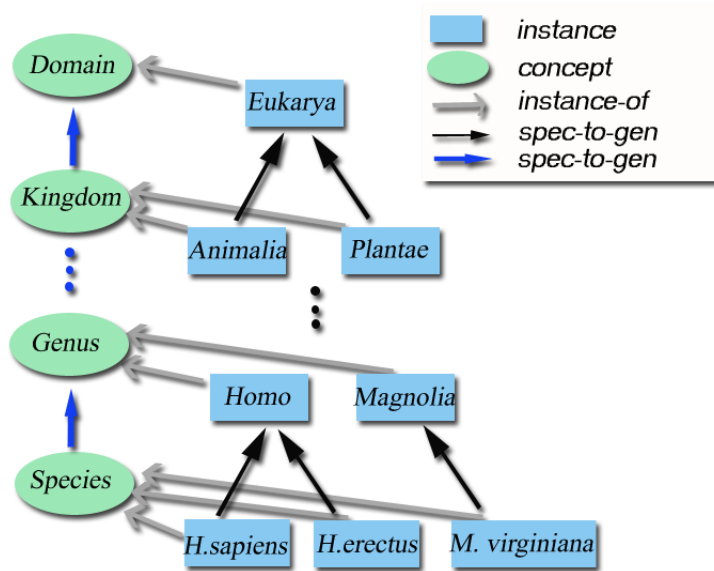 instance
concept
instance-of
spec-to-gen
spec-to-gen
Domain
Eukarya
Kingdom
Animalia
Plantae
Genus
Homo
Magnolia
Species
H.sapiens
H.erectus
M. virginiana